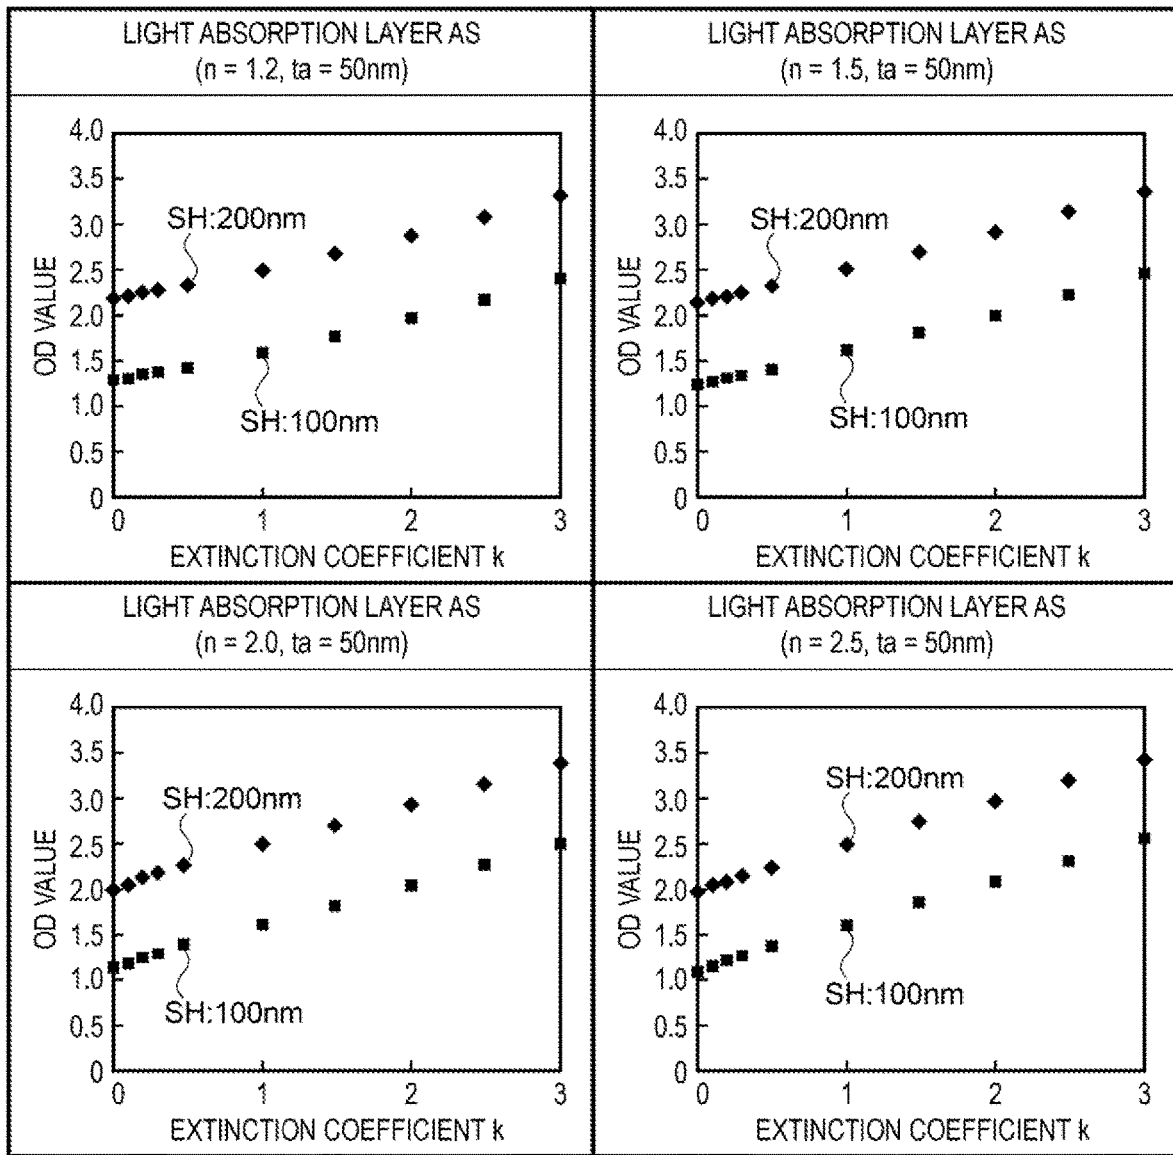 LIGHT ABSORPTION LAYER AS
(n = 1.2, ta = 50nm)
4.0
3.5
3.0
2.5
2.0
1.5
1.0
0.5
0
OD VALUE
SH:200nm
SH:100nm
0 1 2 3
EXTINCTION COEFFICIENT k
LIGHT ABSORPTION LAYER AS
(n = 1.5, ta = 50nm)
4.0
3.5
3.0
2.5
2.0
1.5
1.0
0.5
0
OD VALUE
SH:200nm
SH:100nm
0 1 2 3
EXTINCTION COEFFICIENT k
LIGHT ABSORPTION LAYER AS
(n = 2.0, ta = 50nm)
4.0
3.5
3.0
2.5
2.0
1.5
1.0
0.5
0
OD VALUE
SH:200nm
SH:100nm
0 1 2 3
EXTINCTION COEFFICIENT k
LIGHT ABSORPTION LAYER AS
(n = 2.5, ta = 50nm)
4.0
3.5
3.0
2.5
2.0
1.5
1.0
0.5
0
OD VALUE
SH:200nm
SH:100nm
0 1 2 3
EXTINCTION COEFFICIENT k